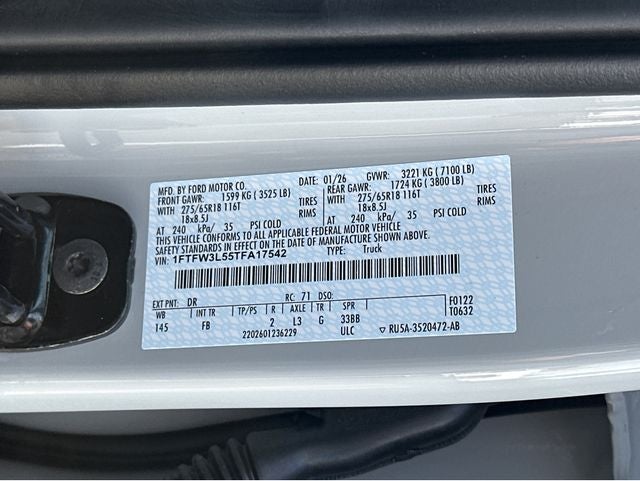 MFD. BY FORD MOTOR CO. DATE: 01/26 GVWR: 3221 KG ( 7100 LB)
FRONT GAWR: 1599 KG ( 3525 LB) REAR GAWR: 1724 KG ( 3800 LB)
275/65R18 116T TIRES 275/65R18 116T TIRES
18x8.5J RIMS 18x8.5J RIMS
AT 240 kPa/ 35 PSI COLD AT 240 kPa/ 35 PSI COLD
THIS VEHICLE CONFORMS TO ALL APPLICABLE FEDERAL MOTOR VEHICLE
SAFETY STANDARDS IN EFFECT ON THE DATE OF MANUFACTURE SHOWN ABOVE.
VIN: 1FTFW3L55TFA17542 TYPE: Truck
EXT PNT: DR RC: 71 DSO:
WB INT TR TP/PS R AXLE TR SPR F0122
145 FB 2 L3 G 33BB T0632
2202601236229 ULC ▽ RU5A-3520472-AB